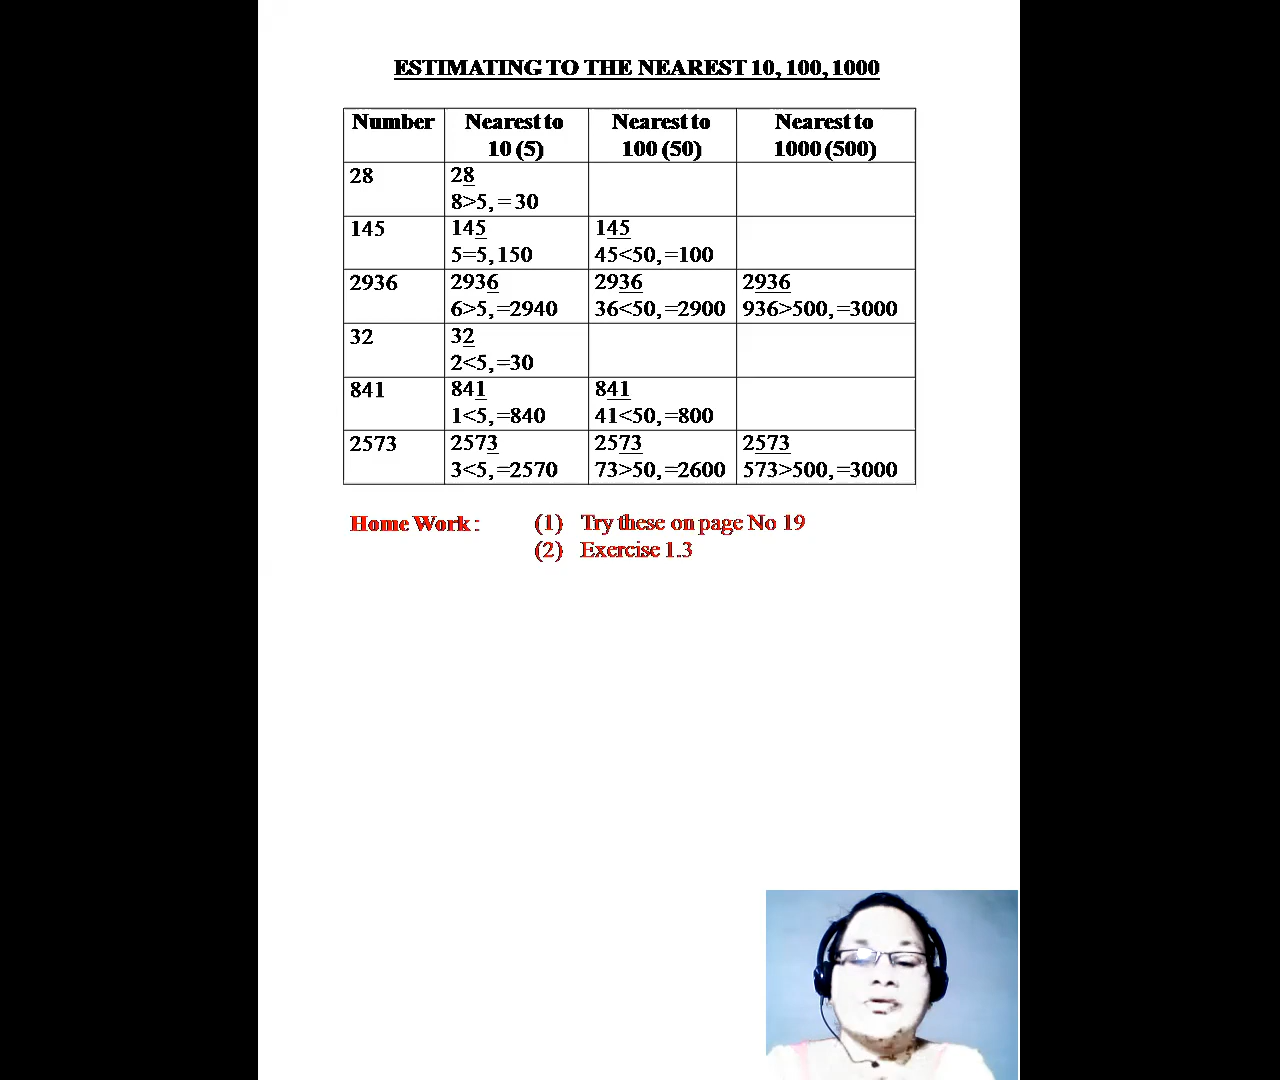 ESTIMATING TO THE NEAREST 10, 100, 1000
Number Nearest to 10 (5) Nearest to 100 (50) Nearest to 1000 (500)
28 28
8>5, = 30
145 145 145
5=5, 150 45<50, =100
2936 2936 2936 2936
6>5, =2940 36<50, =2900 936>500, =3000
32 32
2<5, =30
841 841 841
1<5, =840 41<50, =800
2573 2573 2573 2573
3<5, =2570 73>50, =2600 573>500, =3000
Home Work : (1) Try these on page No 19
(2) Exercise 1.3